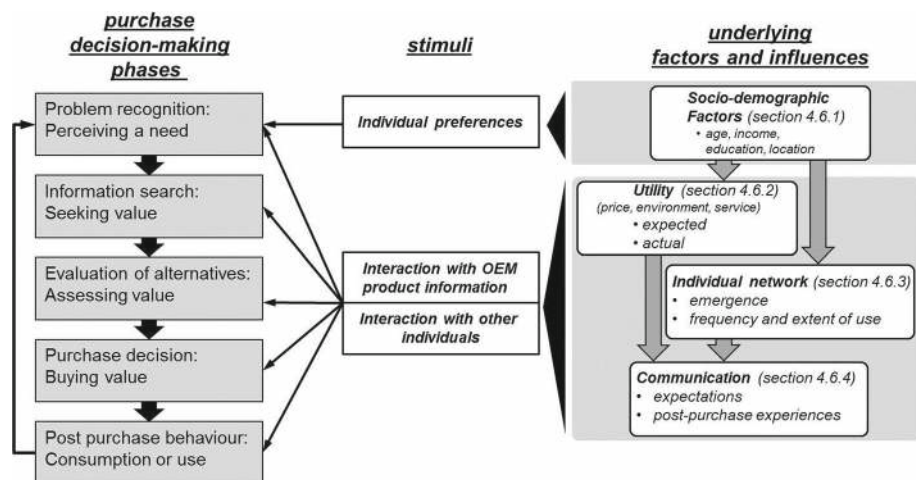 purchase
decision-making
phases
stimuli
underlying
factors and influences
Problem recognition:
Perceiving a need
Information search:
Seeking value
Evaluation of alternatives:
Assessing value
Purchase decision:
Buying value
Post purchase behaviour:
Consumption or use
Individual preferences
Interaction with OEM
product information
Interaction with other
individuals
Socio-demographic
Factors (section 4.6.1)
• age, income,
education, location
Utility (section 4.6.2)
(price, environment, service)
• expected
• actual
Individual network (section 4.6.3)
• emergence
• frequency and extent of use
Communication (section 4.6.4)
• expectations
• post-purchase experiences